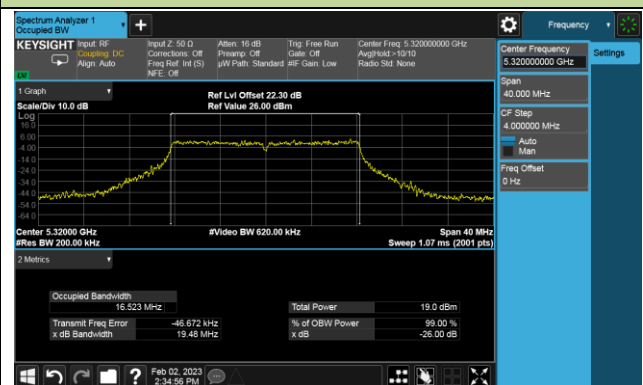 Spectrum Analyzer 1
Occupied BW
+
Frequency
KEYSIGHT
Input: RF
Coupling: DC
Align: Auto
Input Z: 50 Ω
Corrections: Off
Freq Ref: Int (S)
NFE: Off
Atten: 16 dB
Preamp: Off
µW Path: Standard
Trig: Free Run
Gate: Off
#IF Gain: Low
Center Freq: 5.320000000 GHz
Avg|Hold:>10/10
Radio Std: None
LXI
Center Frequency
5.320000000 GHz
Settings
Span
40.000 MHz
CF Step
4.000000 MHz
Auto
Man
Freq Offset
0 Hz
1 Graph
Scale/Div 10.0 dB
Ref Lvl Offset 22.30 dB
Ref Value 26.00 dBm
Log
16.0
6.00
-4.00
-14.0
-24.0
-34.0
-44.0
-54.0
-64.0
Center 5.32000 GHz
#Res BW 200.00 kHz
#Video BW 620.00 kHz
Span 40 MHz
Sweep 1.07 ms (2001 pts)
2 Metrics
Occupied Bandwidth
16.523 MHz
Total Power 19.0 dBm
Transmit Freq Error -46.672 kHz
% of OBW Power 99.00 %
x dB Bandwidth 19.48 MHz
x dB -26.00 dB
?
Feb 02, 2023
2:34:56 PM